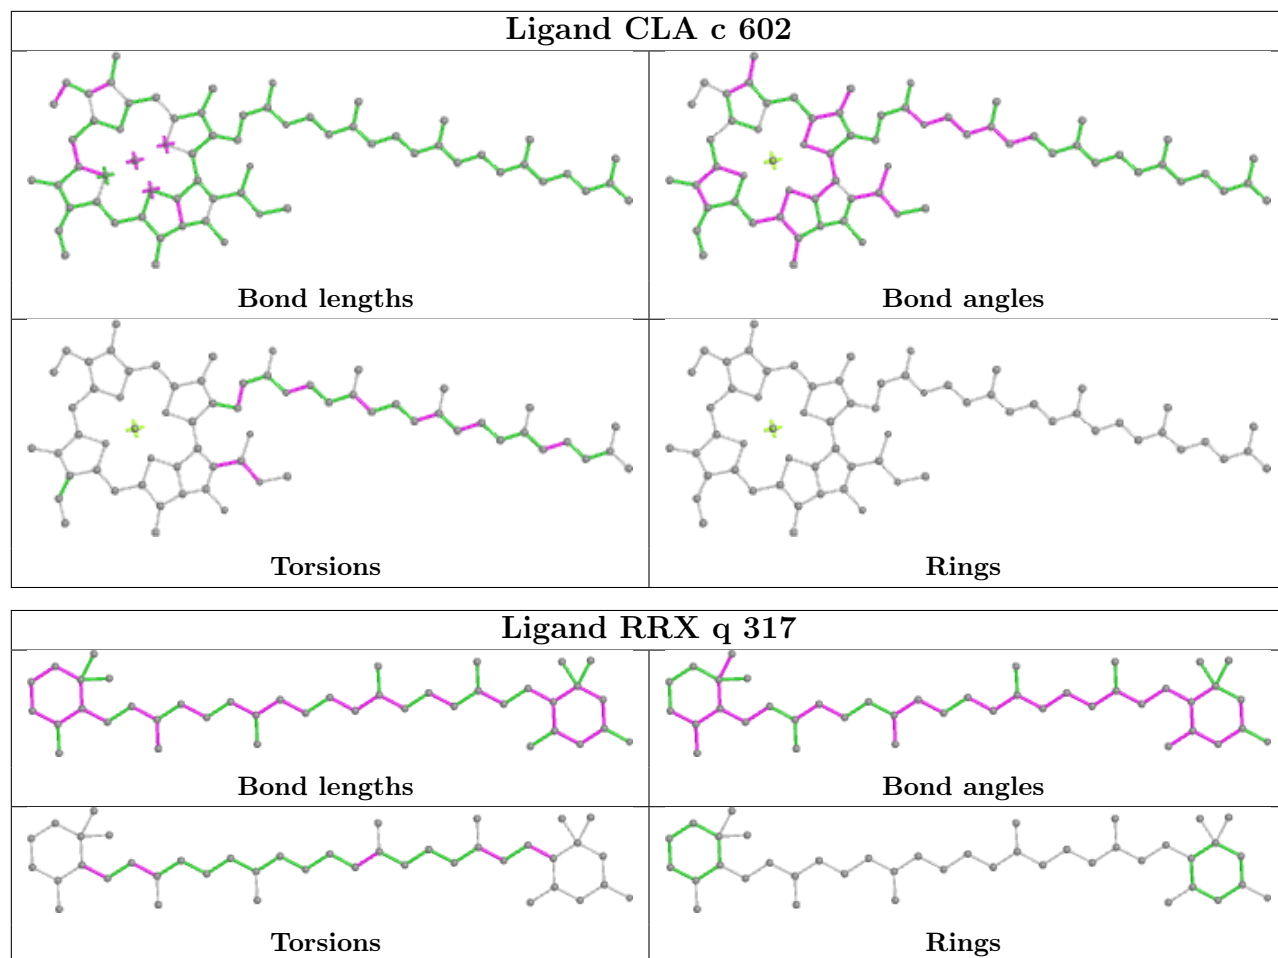 Ligand CLA c 602
Bond lengths
Bond angles
Torsions
Rings
Ligand RRX q 317
Bond lengths
Bond angles
Torsions
Rings